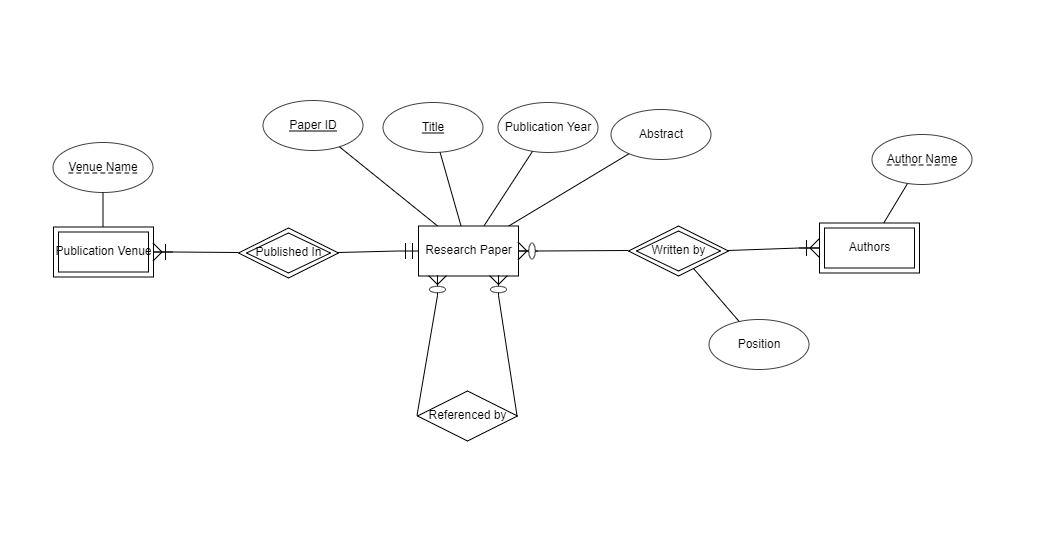 Paper ID
Title
Publication Year
Abstract
Venue Name
Author Name
Publication Venue
Published In
Research Paper
Written by
Authors
Position
Referenced by